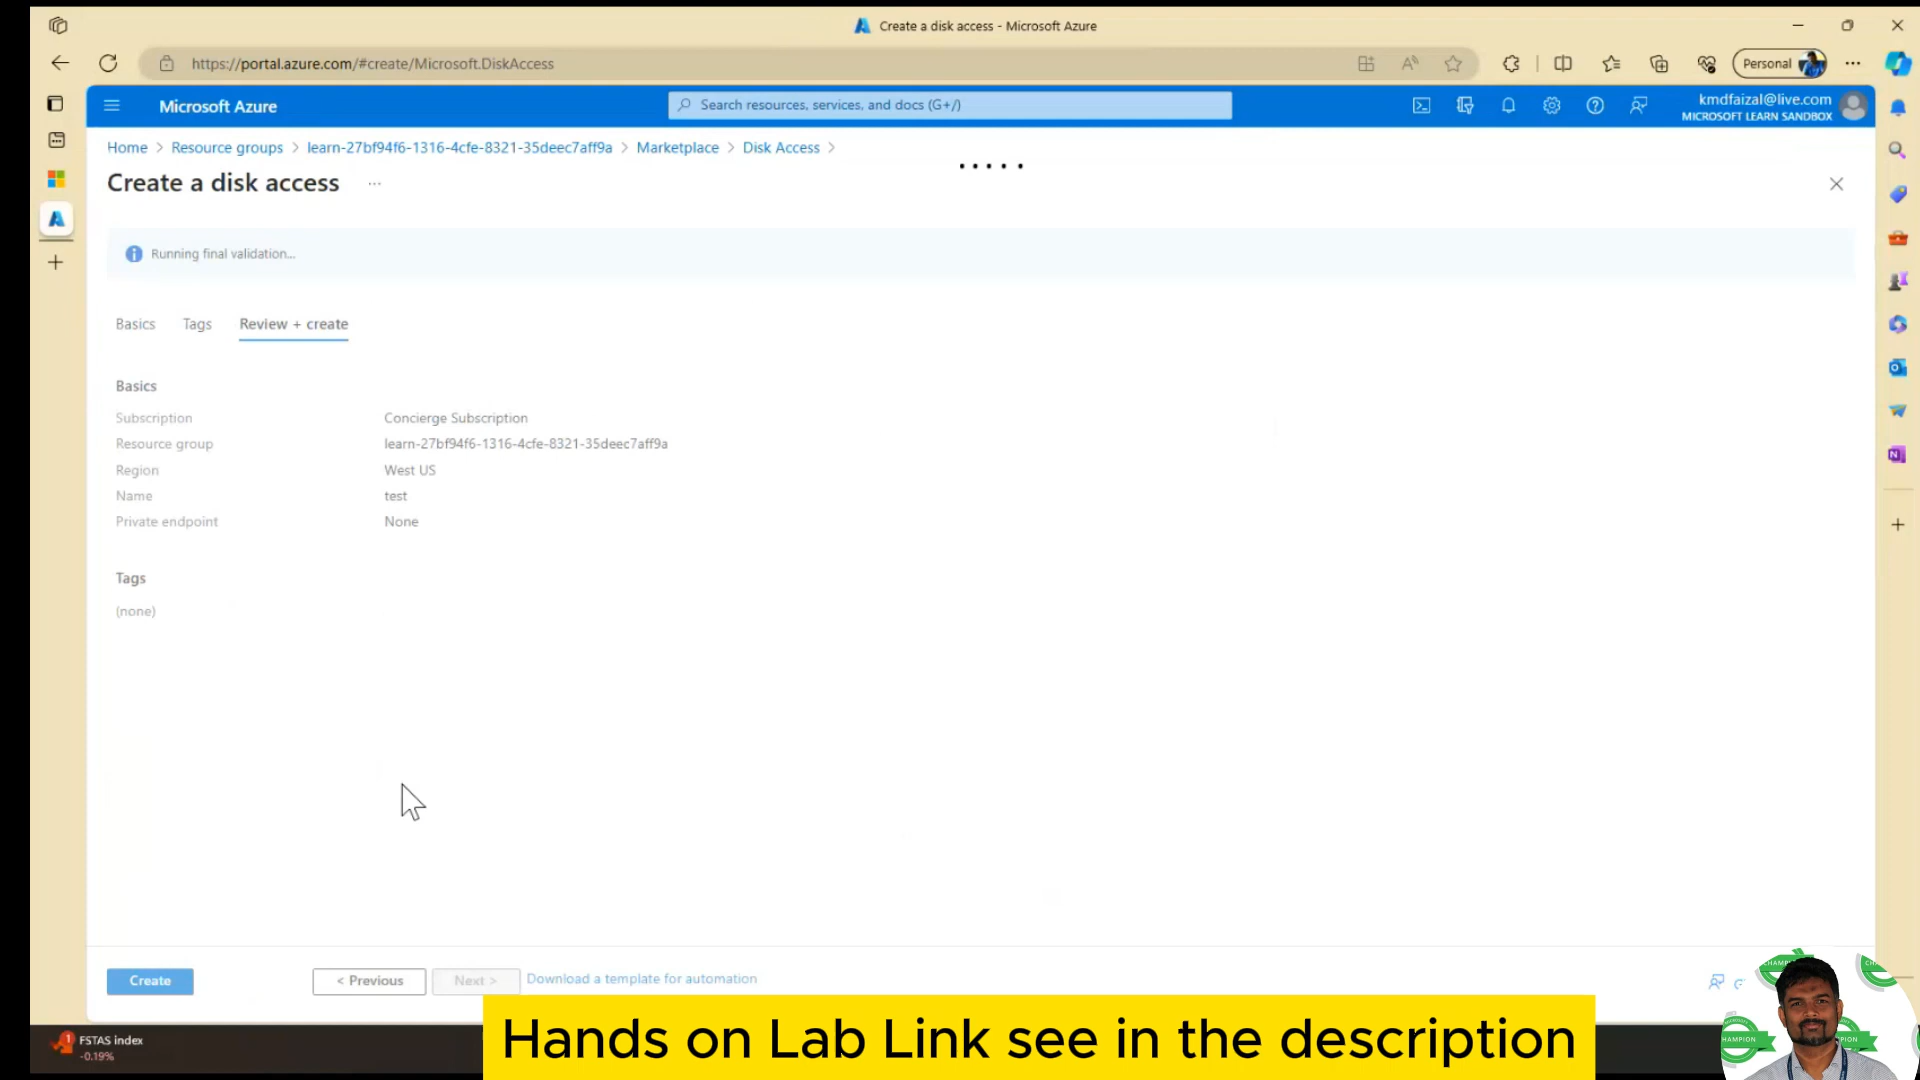 Create a disk access - Microsoft Azure
https://portal.azure.com/#create/Microsoft.DiskAccess
Personal
Microsoft Azure
Search resources, services, and docs (G+/)
kmdfaizal@live.com
MICROSOFT LEARN SANDBOX
Home > Resource groups > learn-27bf94f6-1316-4cfe-8321-35deec7aff9a > Marketplace > Disk Access >
Create a disk access ...
Running final validation...
Basics Tags Review + create
Basics
Subscription Concierge Subscription
Resource group learn-27bf94f6-1316-4cfe-8321-35deec7aff9a
Region West US
Name test
Private endpoint None
Tags
(none)
Create < Previous Next > Download a template for automation
1 FSTAS index
-0.19%
Hands on Lab Link see in the description